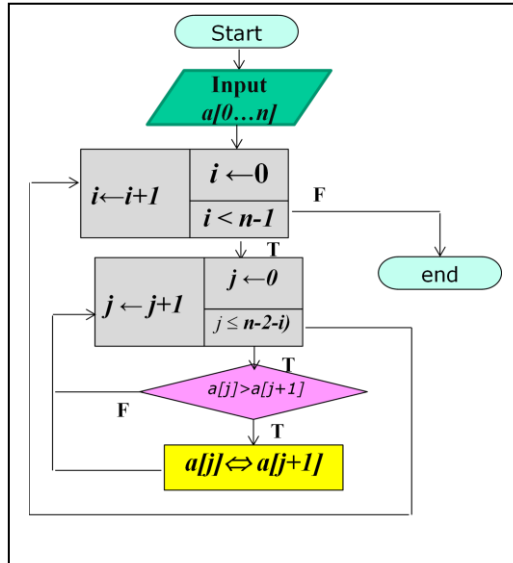 Start
Input
a[0…n]
i←i+1
i ←0
i < n-1
F
T
end
j ← j+1
j ←0
j ≤ n-2-i)
T
a[j]>a[j+1]
F
T
a[j]⇔a[j+1]